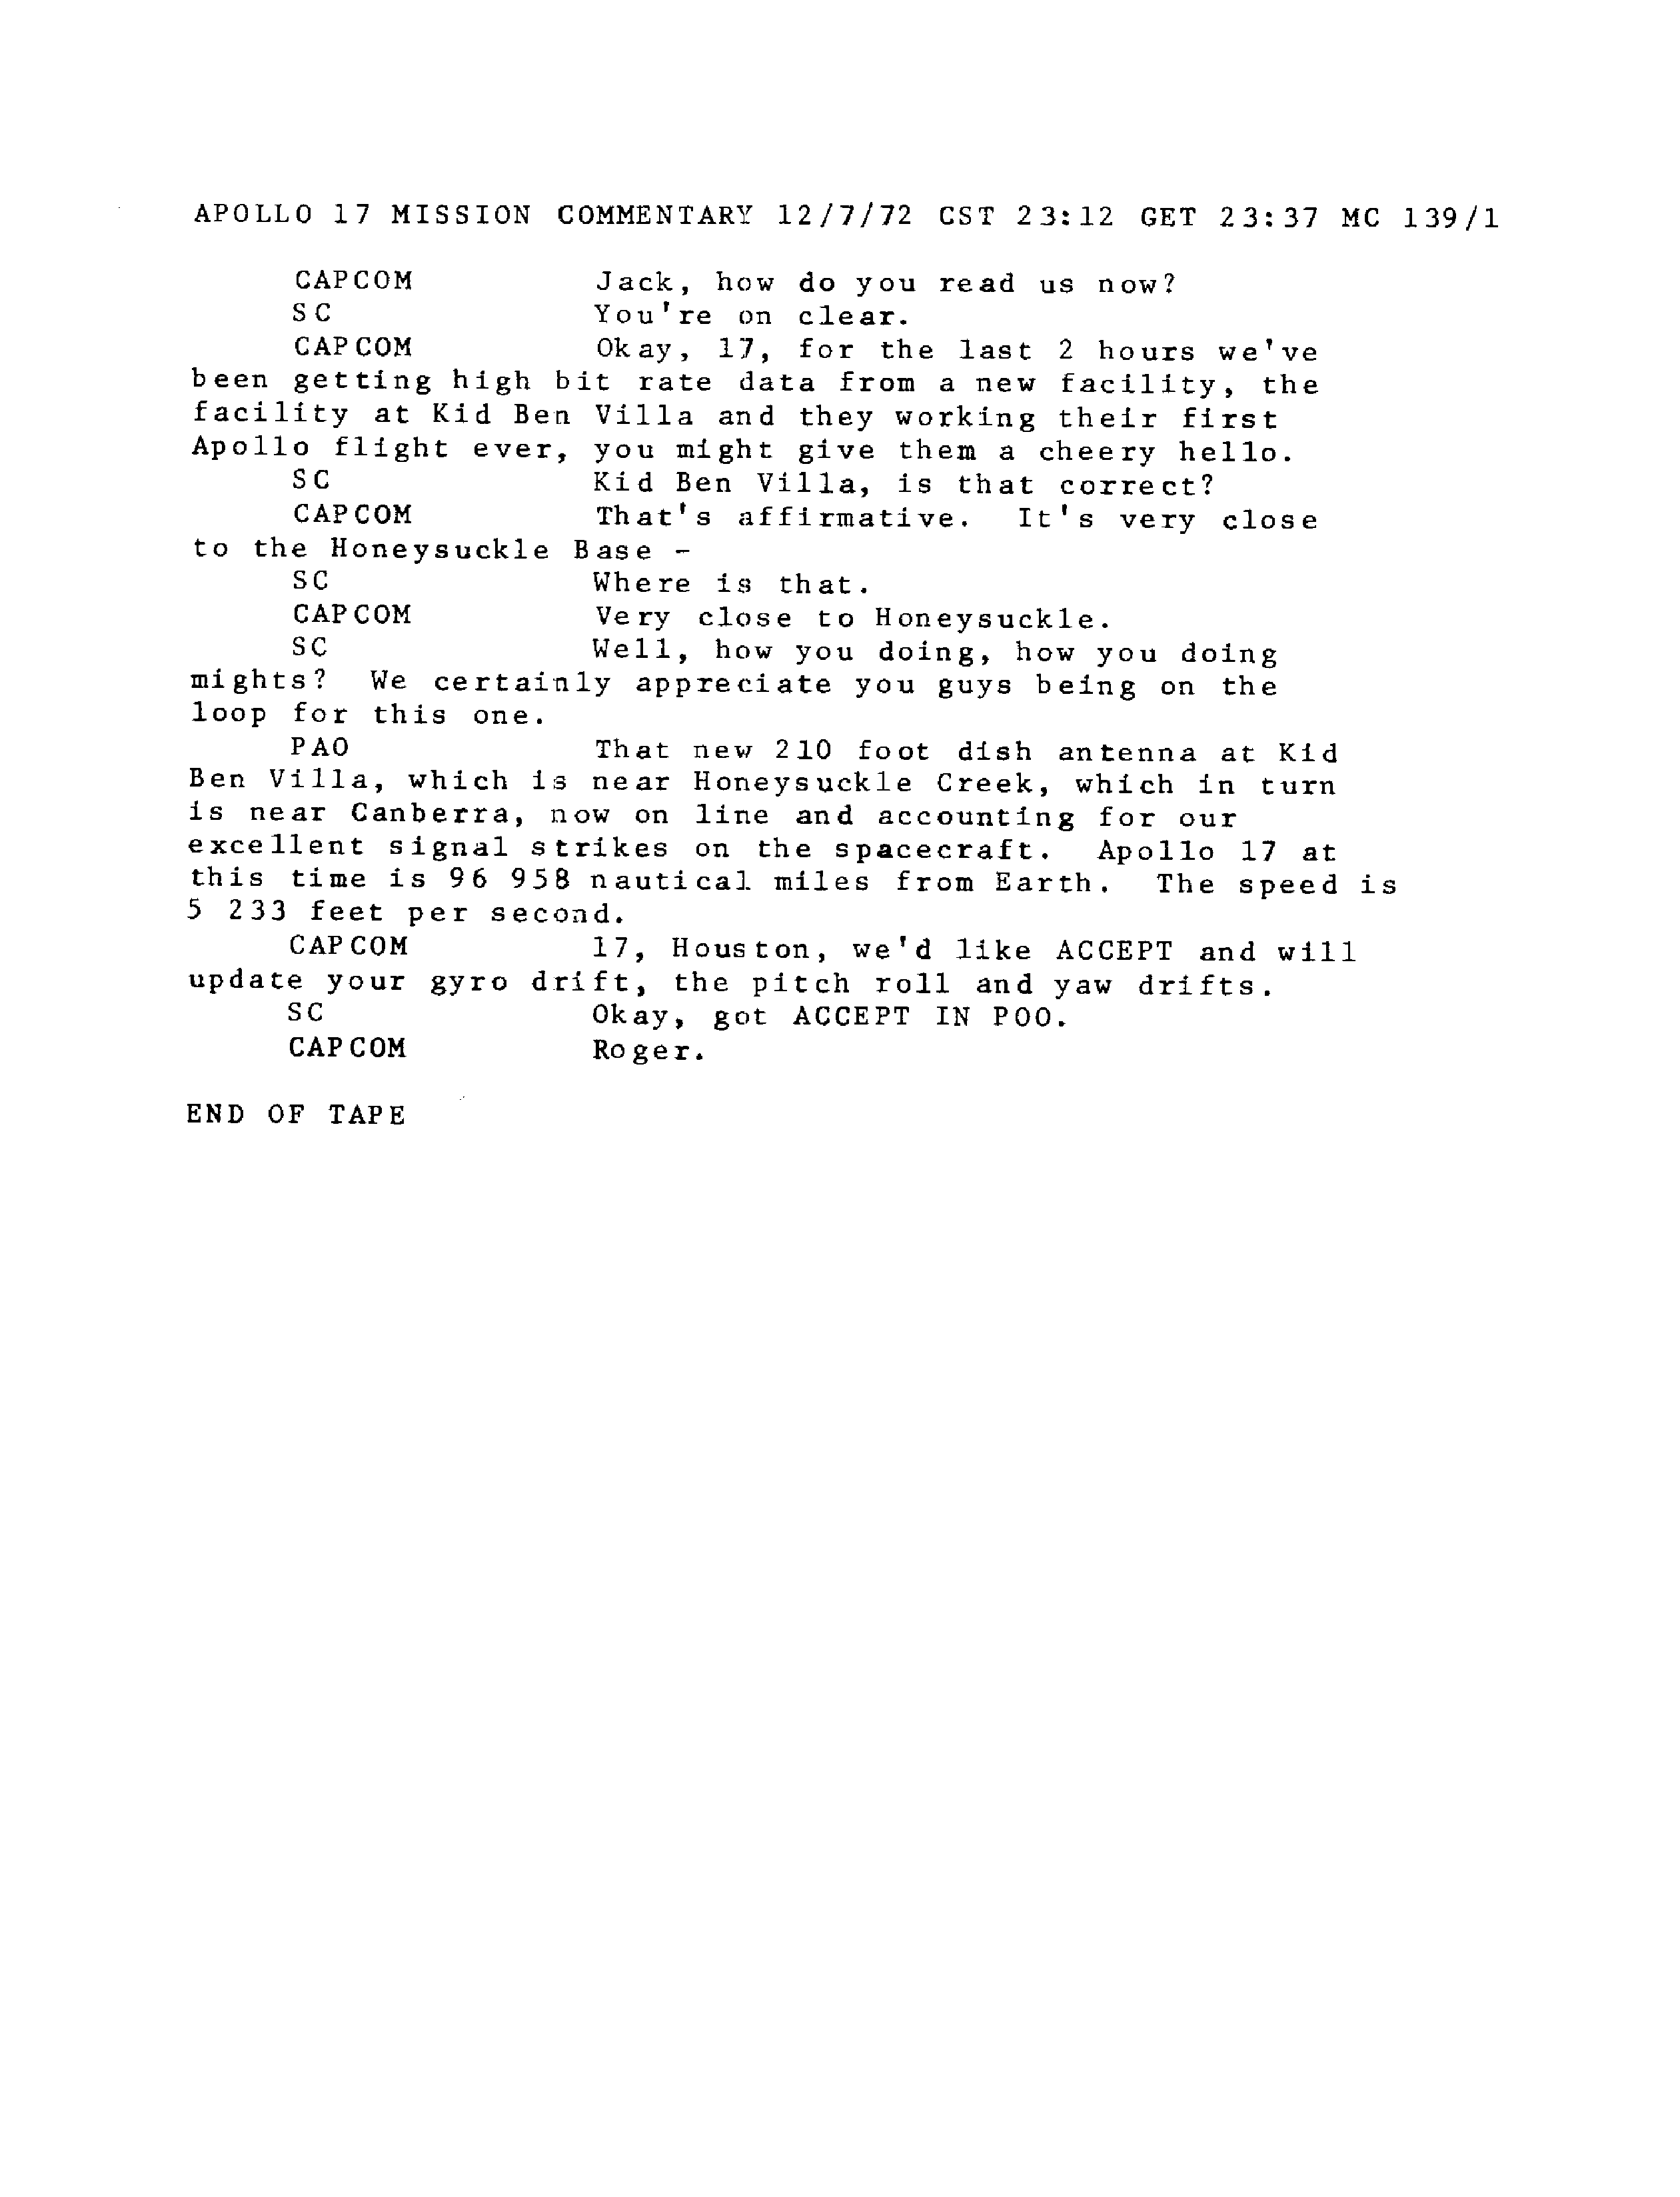 APOLLO 17 MISSION COMMENTARY 12/7/72 CST 23:12 GET 23:37 MC 139/1
CAPCOM Jack, how do you read us now?
SC You're on clear.
CAPCOM Okay, 17, for the last 2 hours we've
been getting high bit rate data from a new facility, the
facility at Kid Ben Villa and they working their first
Apollo flight ever, you might give them a cheery hello.
SC Kid Ben Villa, is that correct?
CAPCOM That's affirmative. It's very close
to the Honeysuckle Base -
SC Where is that.
CAPCOM Very close to Honeysuckle.
SC Well, how you doing, how you doing
mights? We certainly appreciate you guys being on the
loop for this one.
PAO That new 210 foot dish antenna at Kid
Ben Villa, which is near Honeysuckle Creek, which in turn
is near Canberra, now on line and accounting for our
excellent signal strikes on the spacecraft. Apollo 17 at
this time is 96 958 nautical miles from Earth. The speed is
5 233 feet per second.
CAPCOM 17, Houston, we'd like ACCEPT and will
update your gyro drift, the pitch roll and yaw drifts.
SC Okay, got ACCEPT IN POO.
CAPCOM Roger.
END OF TAPE